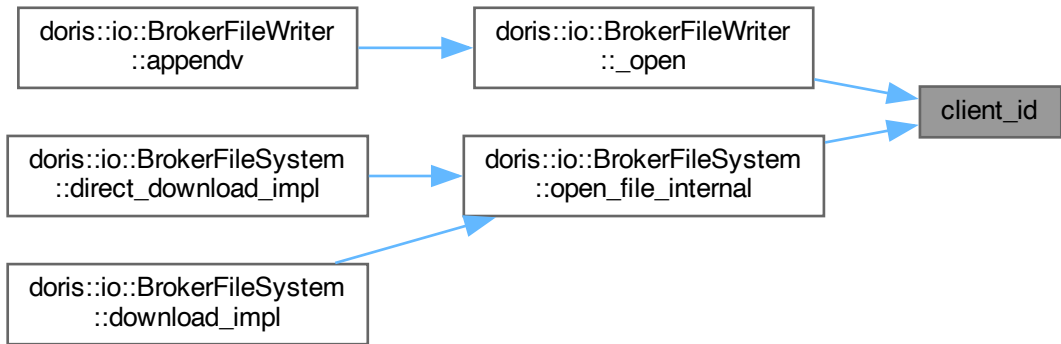 doris::io::BrokerFileWriter
::appendv
doris::io::BrokerFileWriter
::_open
client_id
doris::io::BrokerFileSystem
::direct_download_impl
doris::io::BrokerFileSystem
::open_file_internal
doris::io::BrokerFileSystem
::download_impl